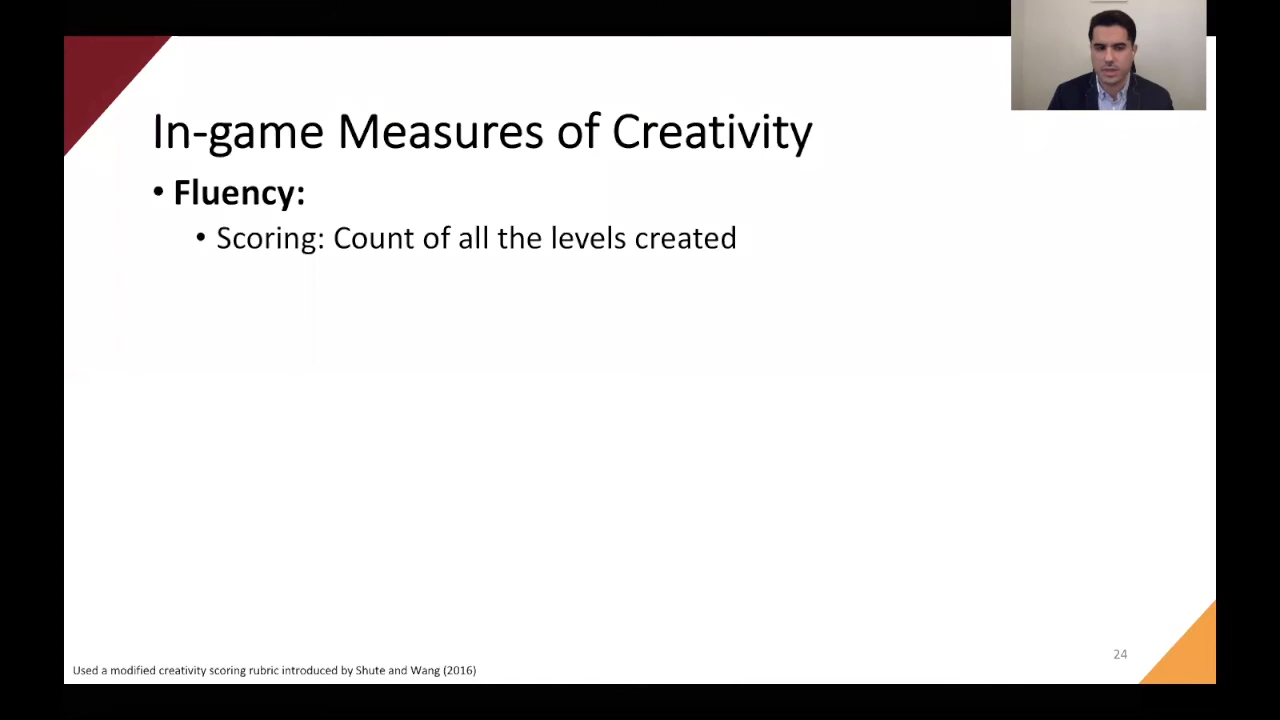 In-game Measures of Creativity
• Fluency:
• Scoring: Count of all the levels created
24
Used a modified creativity scoring rubric introduced by Shute and Wang (2016)